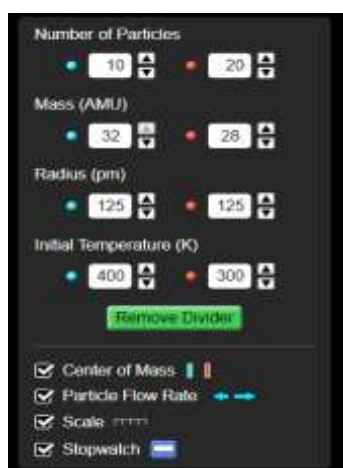 Number of Particles
10 20
Mass (AMU)
32 28
Radius (pm)
125 125
Initial Temperature (K)
400 300
Remove Divider
Center of Mass
Particle Flow Rate
Scale
Stopwatch